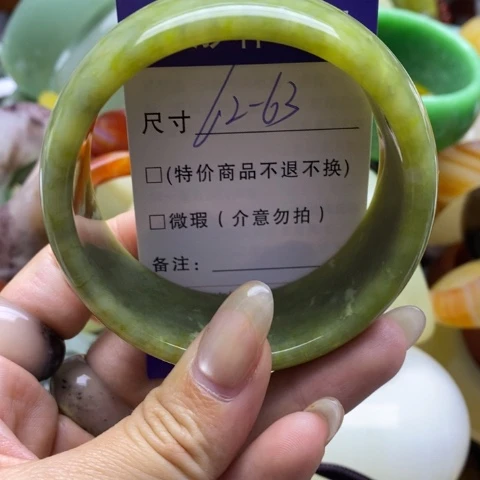 尺寸 62-63
□(特价商品不退不换)
□微瑕(介意勿拍)
备注: